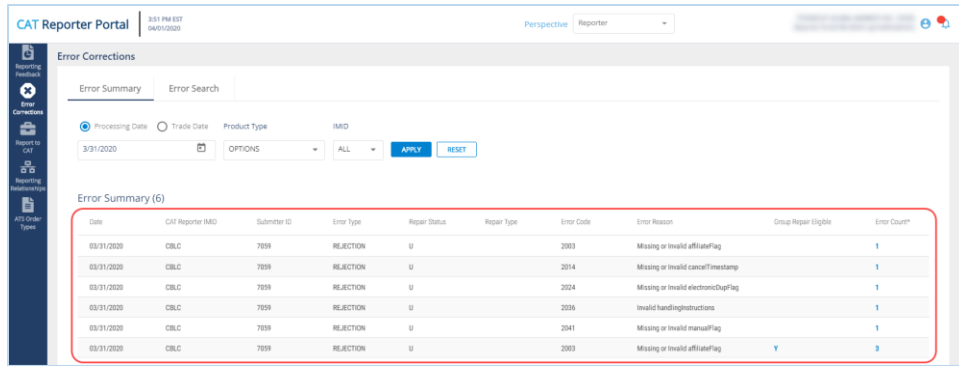 CAT Reporter Portal
3:51 PM EST
04/01/2020
Perspective Reporter
Reporting Feedback
Error Corrections
Report to CAT
Reporting Relationships
ATS Order Types
Error Corrections
Error Summary Error Search
Processing Date Trade Date Product Type IMID
3/31/2020 OPTIONS ALL APPLY RESET
Error Summary (6)
Date CAT Reporter IMID Submitter ID Error Type Repair Status Repair Type Error Code Error Reason Group Repair Eligible Error Count*
03/31/2020 CBLC 7059 REJECTION U 2003 Missing or Invalid affiliateFlag 1
03/31/2020 CBLC 7059 REJECTION U 2014 Missing or Invalid cancelTimestamp 1
03/31/2020 CBLC 7059 REJECTION U 2024 Missing or Invalid electronicDupFlag 1
03/31/2020 CBLC 7059 REJECTION U 2036 Invalid handlingInstructions 1
03/31/2020 CBLC 7059 REJECTION U 2041 Missing or Invalid manualFlag 1
03/31/2020 CBLC 7059 REJECTION U 2003 Missing or Invalid affiliateFlag Y 3